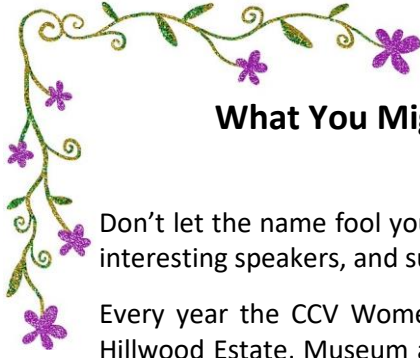 What You Mig
Don’t let the name fool you
interesting speakers, and su
Every year the CCV Wome
Hillwood Estate, Museum a